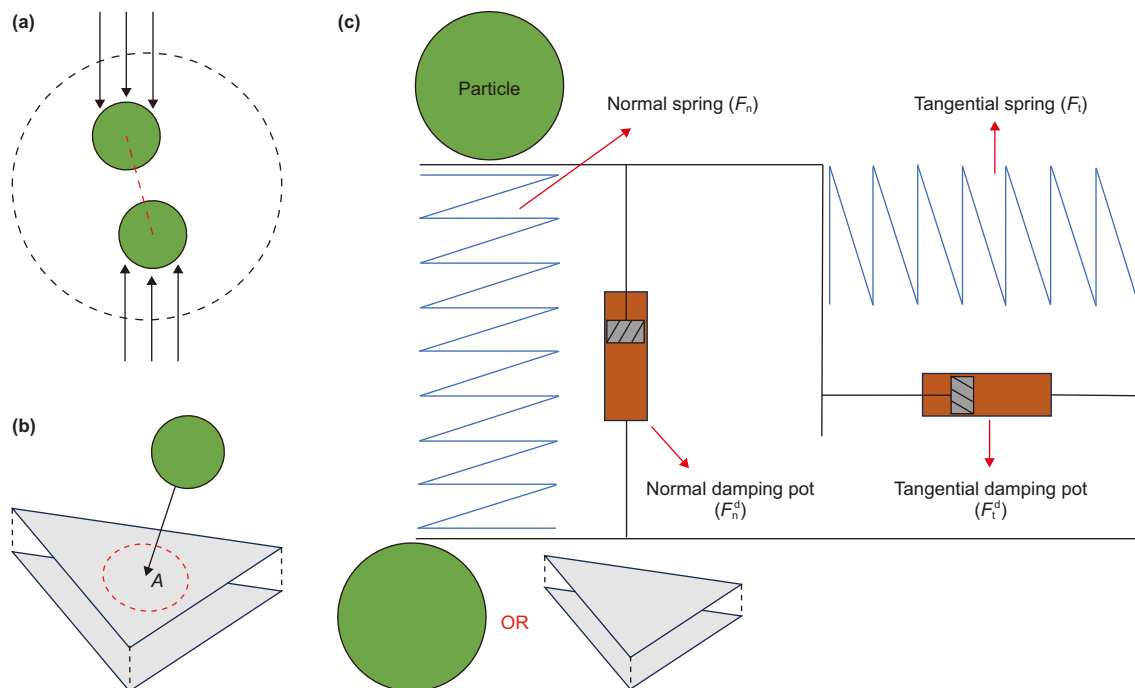 (a)
(c)
Particle
Normal spring (Fₙ)
Tangential spring (Fₜ)
(b)
A
Normal damping pot
(Fₙᵈ)
Tangential damping pot
(Fₜᵈ)
OR